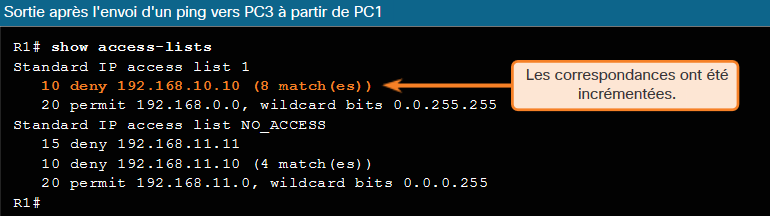 Sortie après l'envoi d'un ping vers PC3 à partir de PC1
R1# show access-lists
Standard IP access list 1
10 deny 192.168.10.10 (8 match(es))
20 permit 192.168.0.0, wildcard bits 0.0.255.255
Standard IP access list NO_ACCESS
15 deny 192.168.11.11
10 deny 192.168.11.10 (4 match(es))
20 permit 192.168.11.0, wildcard bits 0.0.0.255
R1#
Les correspondances ont été
incrémentées.